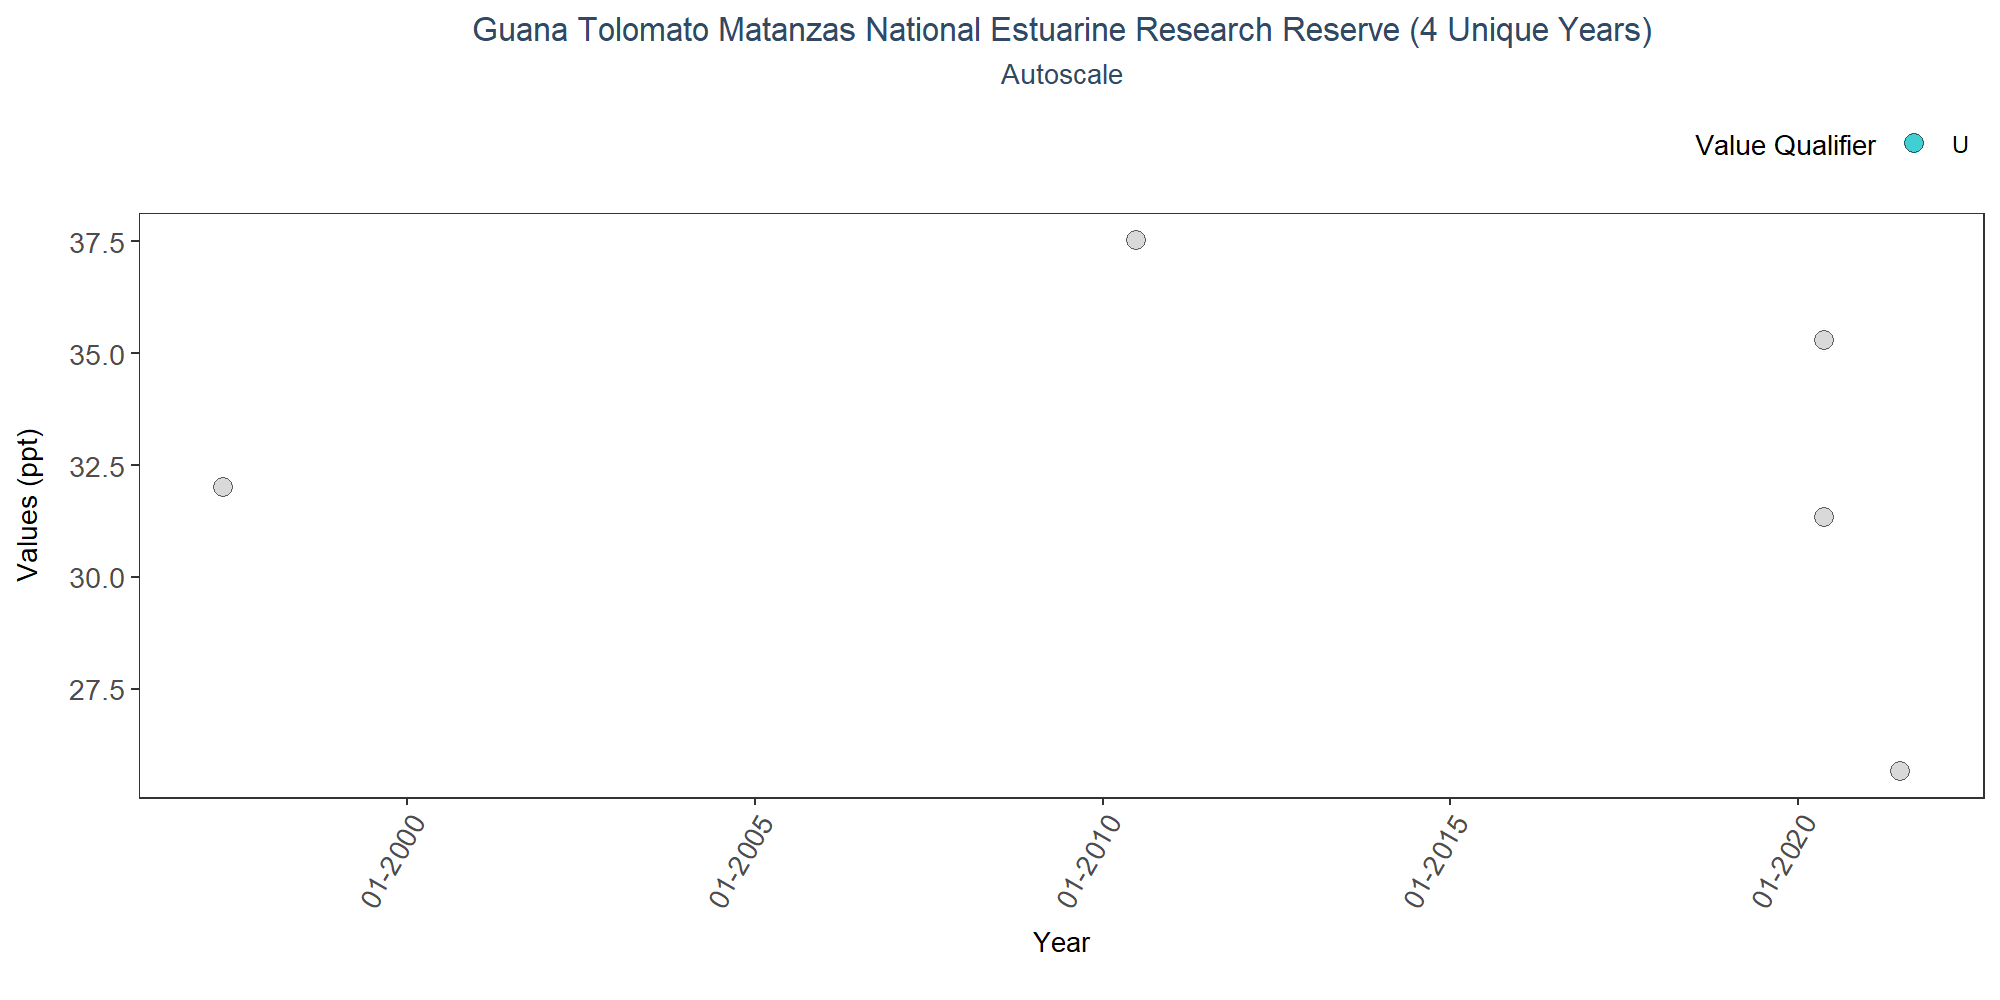 Guana Tolomato Matanzas National Estuarine Research Reserve (4 Unique Years)
Autoscale
Value Qualifier U
37.5
35.0
32.5
30.0
27.5
Values (ppt)
01-2000
01-2005
01-2010
01-2015
01-2020
Year